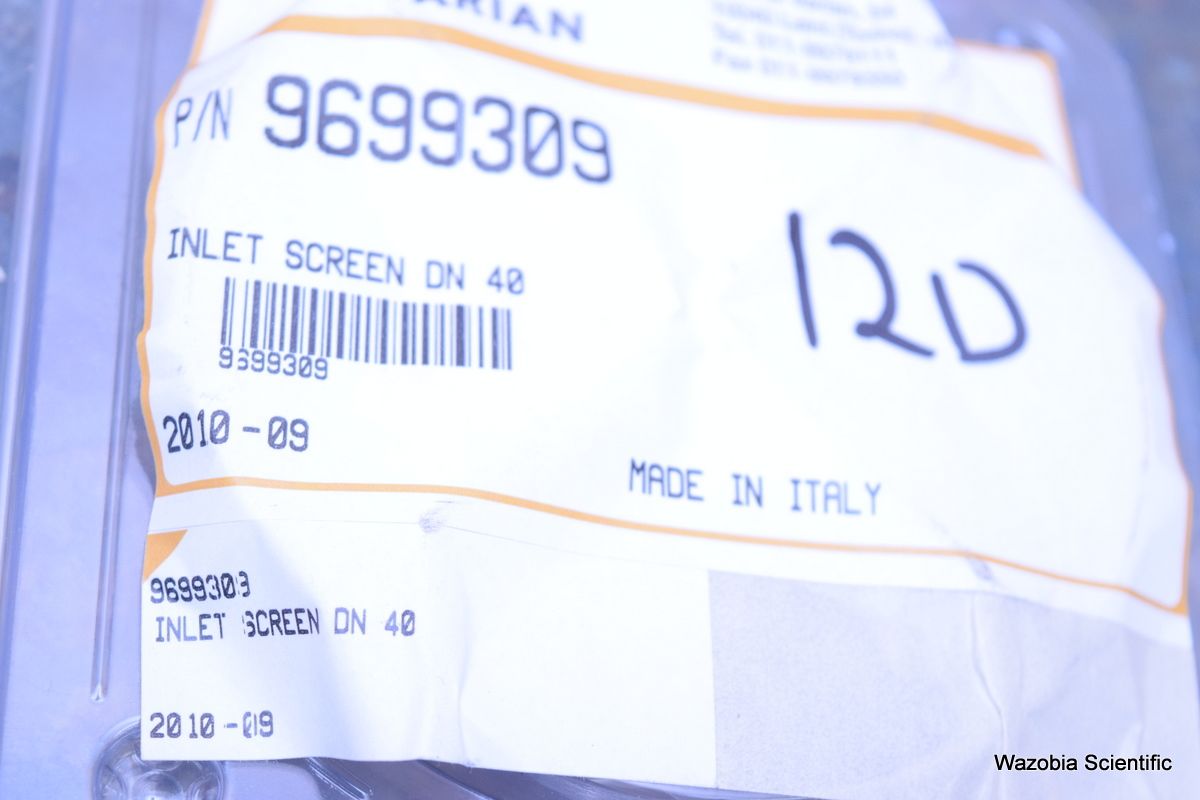 ARIAN
P/N 9699309
INLET SCREEN DN 40
9699309
2010-09
12D
MADE IN ITALY
9699309
INLET SCREEN DN 40
2010-09
Wazobia Scientific